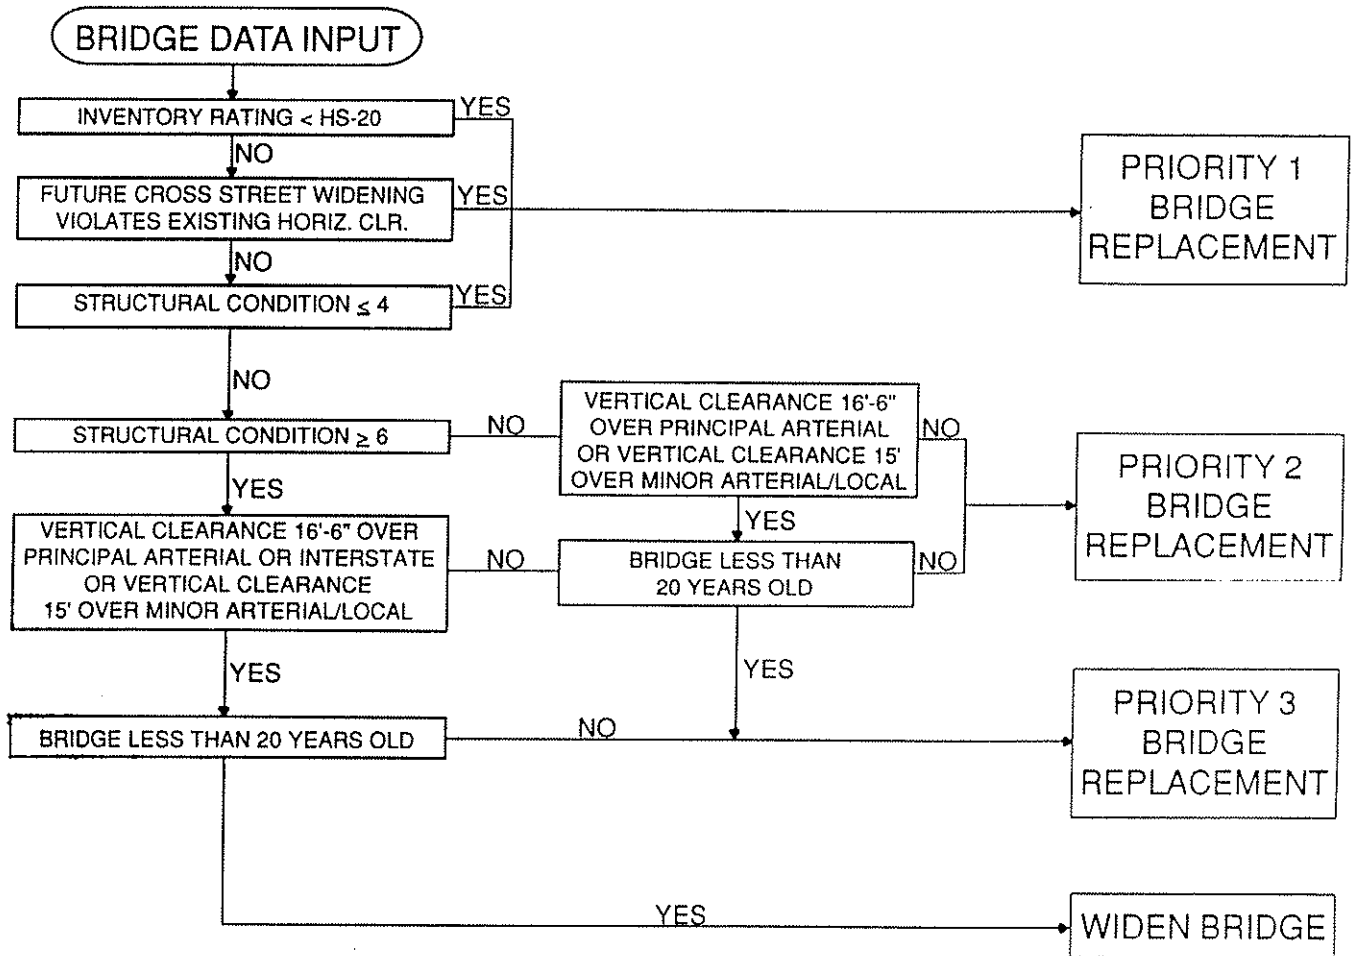 BRIDGE DATA INPUT
INVENTORY RATING < HS-20
YES
NO
FUTURE CROSS STREET WIDENING
VIOLATES EXISTING HORIZ. CLR.
YES
NO
STRUCTURAL CONDITION ≤ 4
YES
PRIORITY 1
BRIDGE
REPLACEMENT
NO
STRUCTURAL CONDITION ≥ 6
NO
VERTICAL CLEARANCE 16'-6"
OVER PRINCIPAL ARTERIAL
OR VERTICAL CLEARANCE 15'
OVER MINOR ARTERIAL/LOCAL
NO
YES
YES
VERTICAL CLEARANCE 16'-6" OVER
PRINCIPAL ARTERIAL OR INTERSTATE
OR VERTICAL CLEARANCE
15' OVER MINOR ARTERIAL/LOCAL
NO
BRIDGE LESS THAN
20 YEARS OLD
NO
PRIORITY 2
BRIDGE
REPLACEMENT
YES
YES
BRIDGE LESS THAN 20 YEARS OLD
NO
PRIORITY 3
BRIDGE
REPLACEMENT
YES
WIDEN BRIDGE